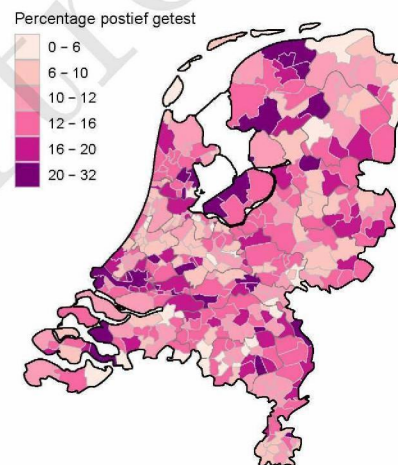 Percentage postief getest
0 – 6
6 – 10
10 – 12
12 – 16
16 – 20
20 – 32